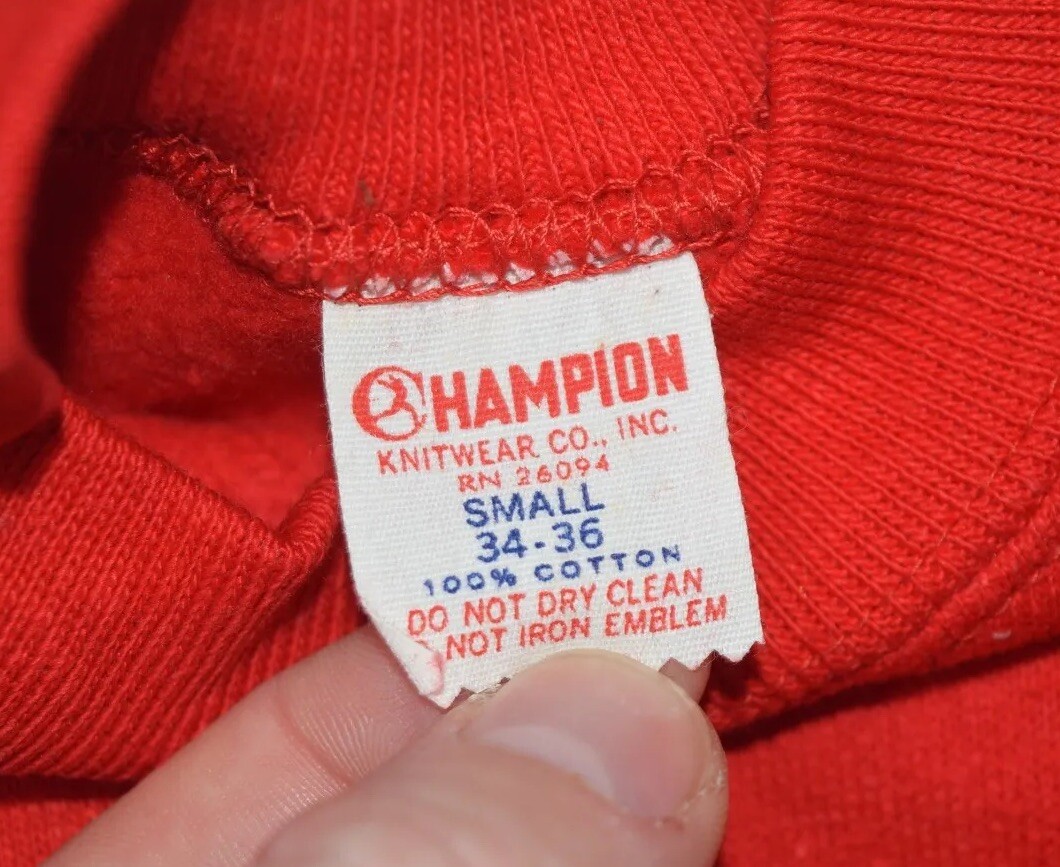 CHAMPION
KNITWEAR CO., INC.
RN 26094
SMALL
34-36
100% COTTON
DO NOT DRY CLEAN
NOT IRON EMBLEM